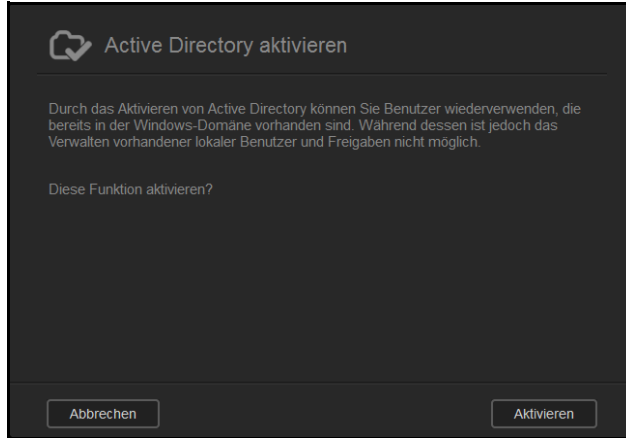 Active Directory aktivieren
Durch das Aktivieren von Active Directory können Sie Benutzer wiederverwenden, die
bereits in der Windows-Domäne vorhanden sind. Während dessen ist jedoch das
Verwalten vorhandener lokaler Benutzer und Freigaben nicht möglich.
Diese Funktion aktivieren?
Abbrechen
Aktivieren